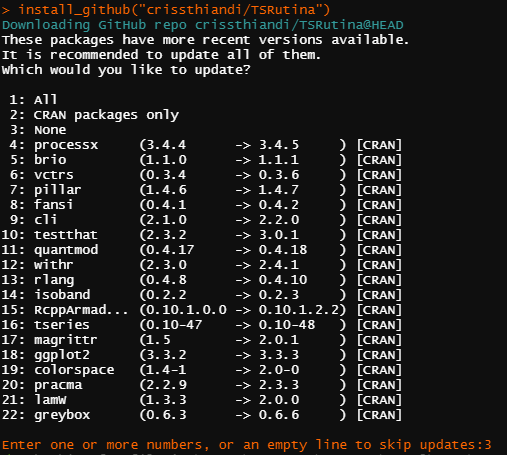 > install_github("crissthiandi/TSRutina")
Downloading GitHub repo crissthiandi/TSRutina@HEAD
These packages have more recent versions available.
It is recommended to update all of them.
Which would you like to update?
1: All
2: CRAN packages only
3: None
4: processx (3.4.4 -> 3.4.5 ) [CRAN]
5: brio (1.1.0 -> 1.1.1 ) [CRAN]
6: vctrs (0.3.4 -> 0.3.6 ) [CRAN]
7: pillar (1.4.6 -> 1.4.7 ) [CRAN]
8: fansi (0.4.1 -> 0.4.2 ) [CRAN]
9: cli (2.1.0 -> 2.2.0 ) [CRAN]
10: testthat (2.3.2 -> 3.0.1 ) [CRAN]
11: quantmod (0.4.17 -> 0.4.18 ) [CRAN]
12: withr (2.3.0 -> 2.4.1 ) [CRAN]
13: rlang (0.4.8 -> 0.4.10 ) [CRAN]
14: isoband (0.2.2 -> 0.2.3 ) [CRAN]
15: RcppArmad... (0.10.1.0.0 -> 0.10.1.2.2) [CRAN]
16: tseries (0.10-47 -> 0.10-48 ) [CRAN]
17: magrittr (1.5 -> 2.0.1 ) [CRAN]
18: ggplot2 (3.3.2 -> 3.3.3 ) [CRAN]
19: colorspace (1.4-1 -> 2.0-0 ) [CRAN]
20: pracma (2.2.9 -> 2.3.3 ) [CRAN]
21: lamW (1.3.3 -> 2.0.0 ) [CRAN]
22: greybox (0.6.3 -> 0.6.6 ) [CRAN]
Enter one or more numbers, or an empty line to skip updates:3